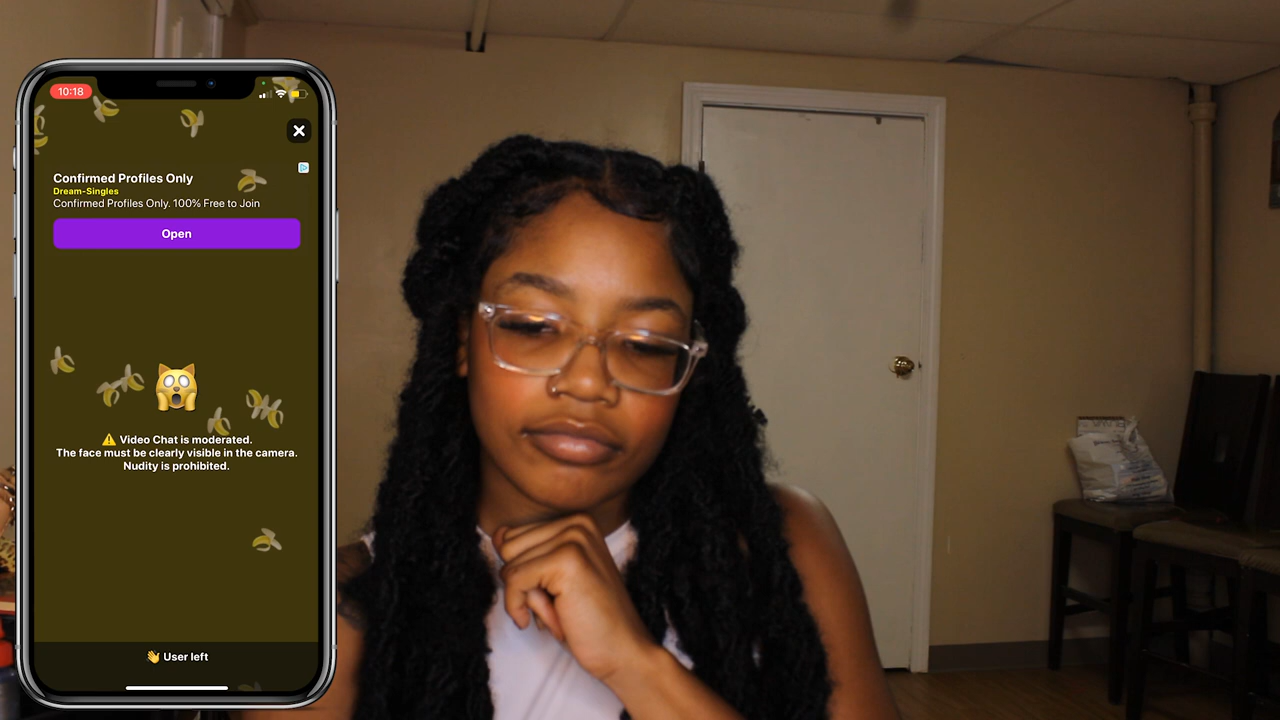 10:18
Confirmed Profiles Only
Dream-Singles
Confirmed Profiles Only. 100% Free to Join
Open
⚠️ Video Chat is moderated.
The face must be clearly visible in the camera.
Nudity is prohibited.
👋 User left